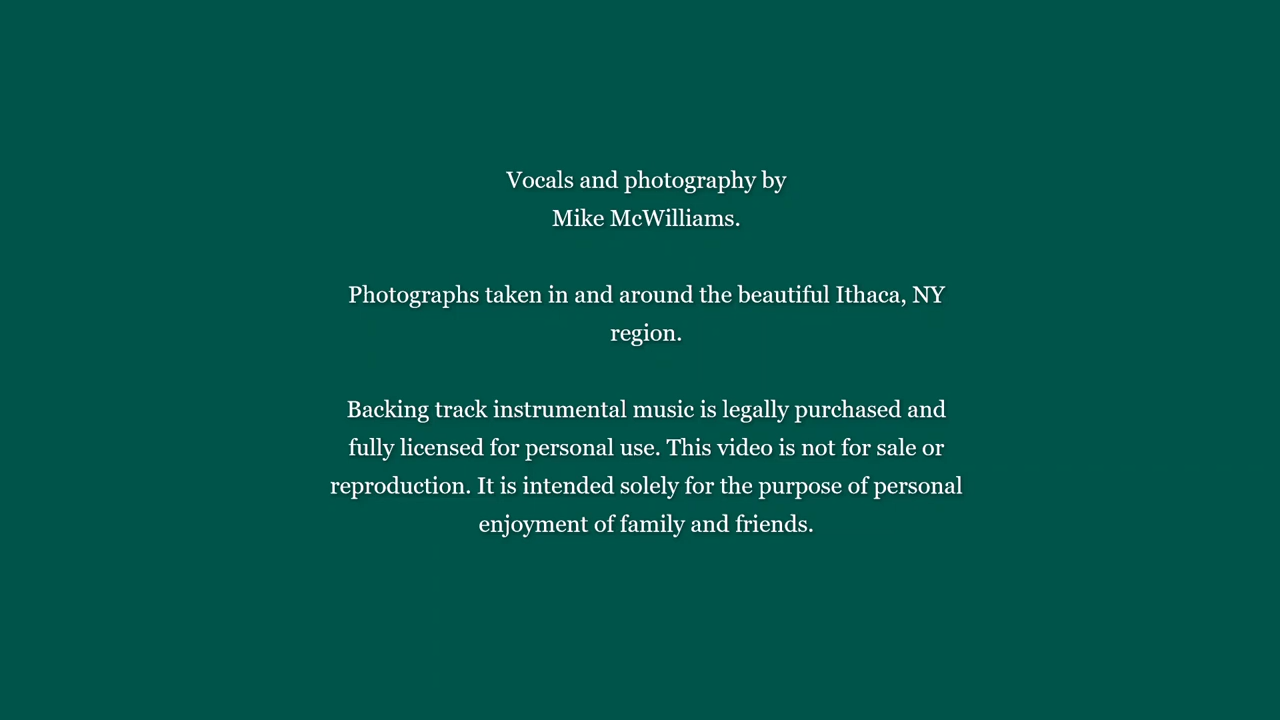 Vocals and photography by
Mike McWilliams.
Photographs taken in and around the beautiful Ithaca, NY
region.
Backing track instrumental music is legally purchased and
fully licensed for personal use. This video is not for sale or
reproduction. It is intended solely for the purpose of personal
enjoyment of family and friends.